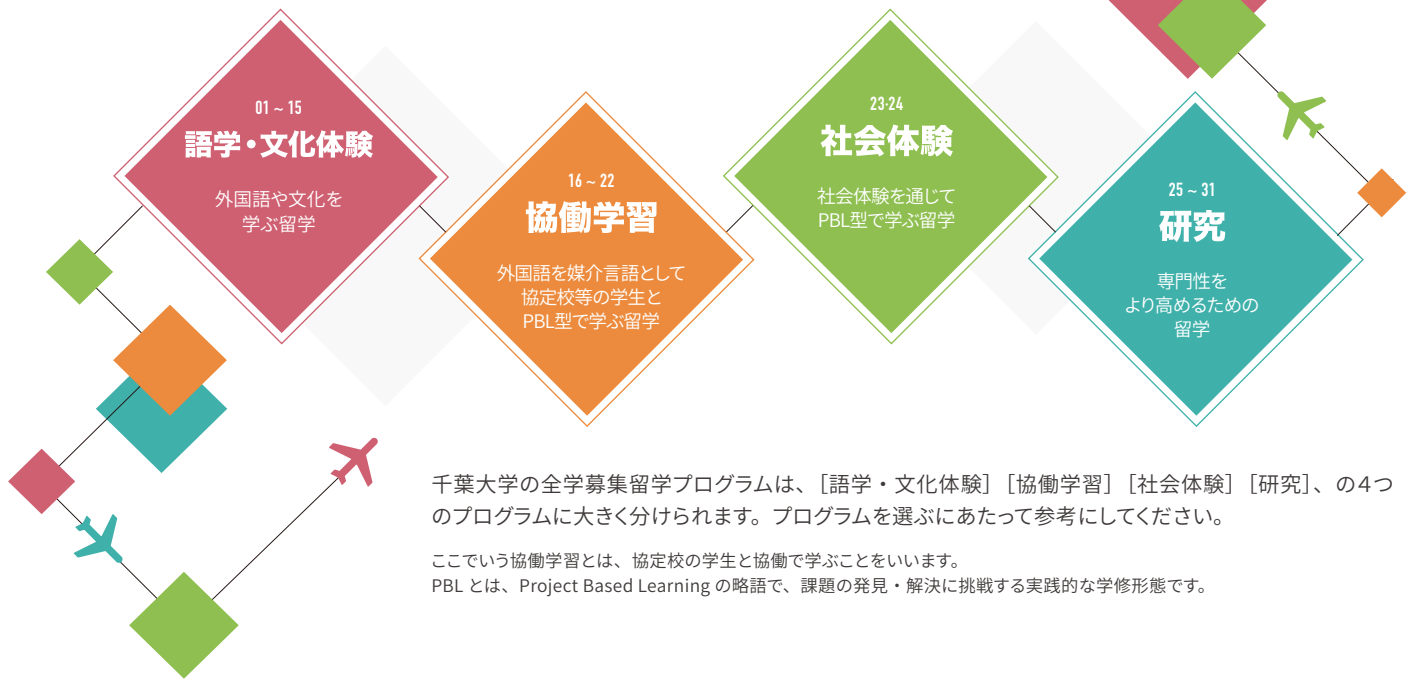 01 ~ 15
語学・文化体験
外国語や文化を
学ぶ留学
16 ~ 22
協働学習
外国語を媒介言語として
協定校等の学生と
PBL型で学ぶ留学
23-24
社会体験
社会体験を通じて
PBL型で学ぶ留学
25 ~ 31
研究
専門性を
より高めるための
留学
千葉大学の全学募集留学プログラムは、[語学・文化体験][協働学習][社会体験][研究]、の4つ
のプログラムに大きく分けられます。プログラムを選ぶにあたって参考にしてください。
ここでいう協働学習とは、協定校の学生と協働で学ぶことをいいます。
PBL とは、Project Based Learning の略語で、課題の発見・解決に挑戦する実践的な学修形態です。